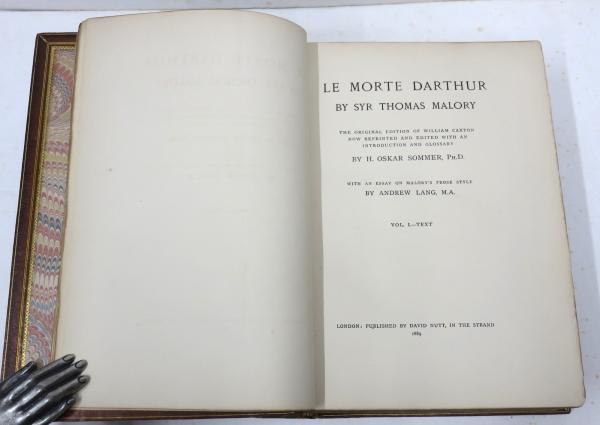 LE MORTE DARTHUR
BY SYR THOMAS MALORY
THE ORIGINAL EDITION OF WILLIAM CAXTON
NOW REPRINTED AND EDITED WITH AN
INTRODUCTION AND GLOSSARY
BY H. OSKAR SOMMER, PH.D.
WITH AN ESSAY ON MALORY'S PROSE STYLE
BY ANDREW LANG, M.A.
VOL. I.—TEXT
LONDON: PUBLISHED BY DAVID NUTT, IN THE STRAND
1889